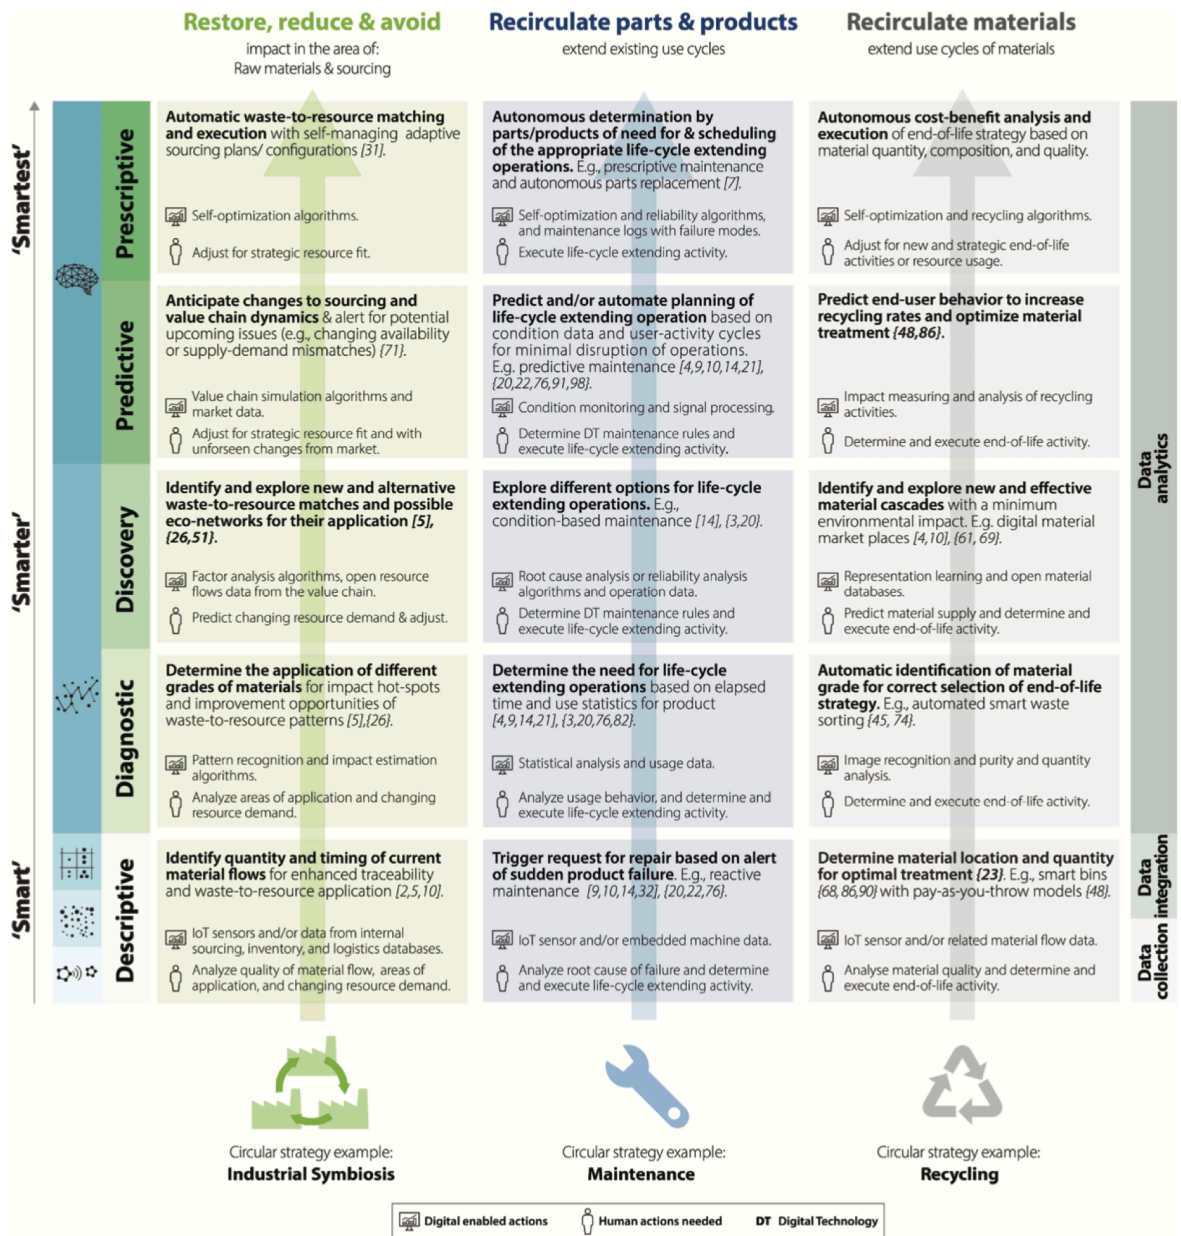 Restore, reduce & avoid
impact in the area of:
Raw materials & sourcing
Recirculate parts & products
extend existing use cycles
Recirculate materials
extend use cycles of materials
'Smartest'
Prescriptive
Automatic waste-to-resource matching
and execution with self-managing adaptive
sourcing plans/ configurations [31].
Self-optimization algorithms.
Adjust for strategic resource fit.
Autonomous determination by
parts/products of need for & scheduling
of the appropriate life-cycle extending
operations. E.g., prescriptive maintenance
and autonomous parts replacement [7].
Self-optimization and reliability algorithms,
and maintenance logs with failure modes.
Execute life-cycle extending activity.
Autonomous cost-benefit analysis and
execution of end-of-life strategy based on
material quantity, composition, and quality.
Self-optimization and recycling algorithms.
Adjust for new and strategic end-of-life
activities or resource usage.
Predictive
Anticipate changes to sourcing and
value chain dynamics & alert for potential
upcoming issues (e.g., changing availability
or supply-demand mismatches) {71}.
Value chain simulation algorithms and
market data.
Adjust for strategic resource fit and with
unforseen changes from market.
Predict and/or automate planning of
life-cycle extending operation based on
condition data and user-activity cycles
for minimal disruption of operations.
E.g. predictive maintenance [4,9,10,14,21],
{20,22,76,91,98}.
Condition monitoring and signal processing.
Determine DT maintenance rules and
execute life-cycle extending activity.
Predict end-user behavior to increase
recycling rates and optimize material
treatment {48,86}.
Impact measuring and analysis of recycling
activities.
Determine and execute end-of-life activity.
Data
analytics
'Smarter'
Discovery
Identify and explore new and alternative
waste-to-resource matches and possible
eco-networks for their application [5],
{26,51}.
Factor analysis algorithms, open resource
flows data from the value chain.
Predict changing resource demand & adjust.
Explore different options for life-cycle
extending operations. E.g.,
condition-based maintenance [14], {3,20}.
Root cause analysis or reliability analysis
algorithms and operation data.
Determine DT maintenance rules and
execute life-cycle extending activity.
Identify and explore new and effective
material cascades with a minimum
environmental impact. E.g. digital material
market places [4,10], {61, 69}.
Representation learning and open material
databases.
Predict material supply and determine and
execute end-of-life activity.
Diagnostic
Determine the application of different
grades of materials for impact hot-spots
and improvement opportunities of
waste-to-resource patterns [5],{26}.
Pattern recognition and impact estimation
algorithms.
Analyze areas of application and changing
resource demand.
Determine the need for life-cycle
extending operations based on elapsed
time and use statistics for product
[4,9,14,21], {3,20,76,82}.
Statistical analysis and usage data.
Analyze usage behavior, and determine and
execute life-cycle extending activity.
Automatic identification of material
grade for correct selection of end-of-life
strategy. E.g., automated smart waste
sorting {45, 74}.
Image recognition and purity and quantity
analysis.
Determine and execute end-of-life activity.
'Smart'
Descriptive
Identify quantity and timing of current
material flows for enhanced traceability
and waste-to-resource application [2,5,10].
IoT sensors and/or data from internal
sourcing, inventory, and logistics databases.
Analyze quality of material flow, areas of
application, and changing resource demand.
Trigger request for repair based on alert
of sudden product failure. E.g., reactive
maintenance [9,10,14,32], {20,22,76}.
IoT sensor and/or embedded machine data.
Analyze root cause of failure and determine
and execute life-cycle extending activity.
Determine material location and quantity
for optimal treatment {23}. E.g., smart bins
{68,86,90} with pay-as-you-throw models {48}.
IoT sensor and/or related material flow data.
Analyse material quality and determine and
execute end-of-life activity.
Data
integration
Data
collection
Circular strategy example:
Industrial Symbiosis
Circular strategy example:
Maintenance
Circular strategy example:
Recycling
Digital enabled actions
Human actions needed
DT Digital Technology